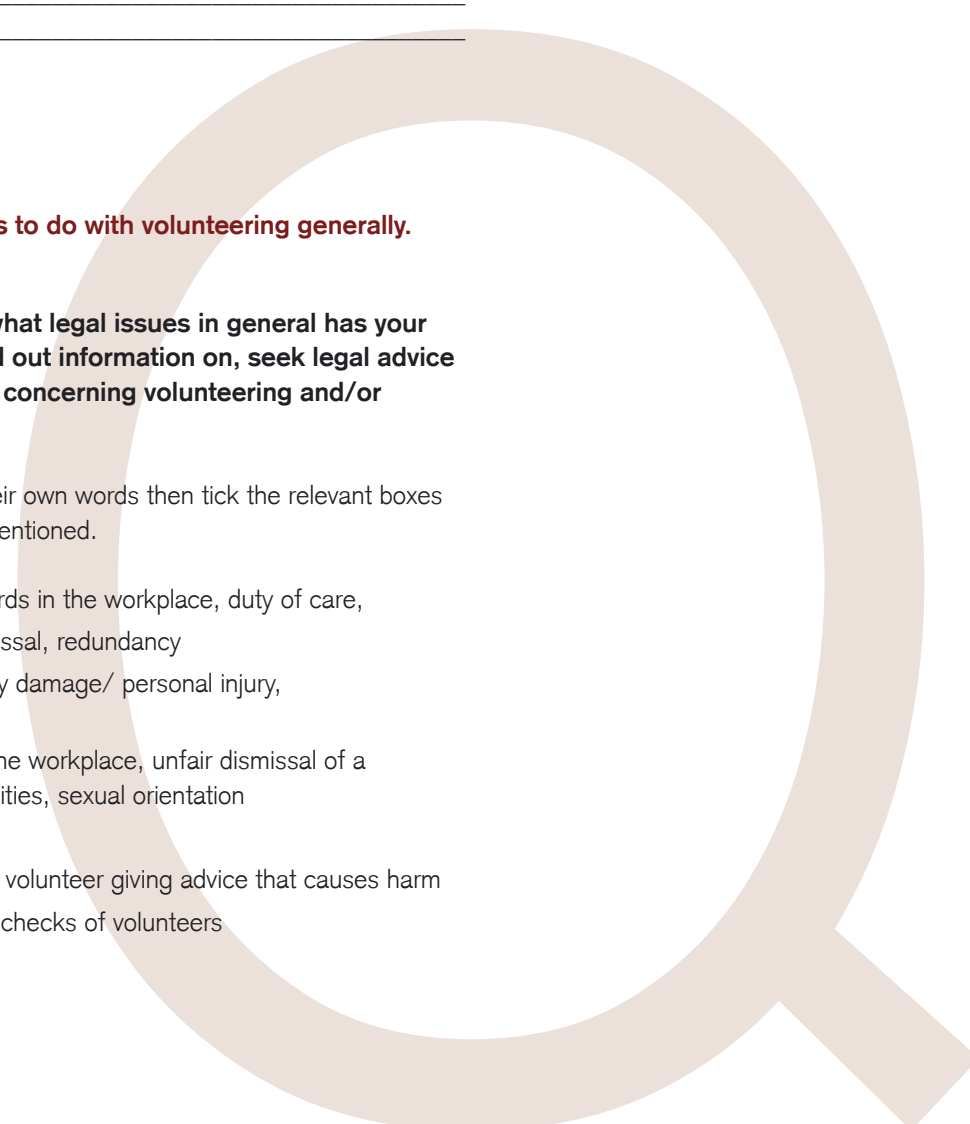 s to do with volunteering generally.
what legal issues in general has your
d out information on, seek legal advice
concerning volunteering and/or
eir own words then tick the relevant boxes
entioned.
rds in the workplace, duty of care,
issal, redundancy
y damage/ personal injury,
he workplace, unfair dismissal of a
ities, sexual orientation
volunteer giving advice that causes harm
checks of volunteers
Q